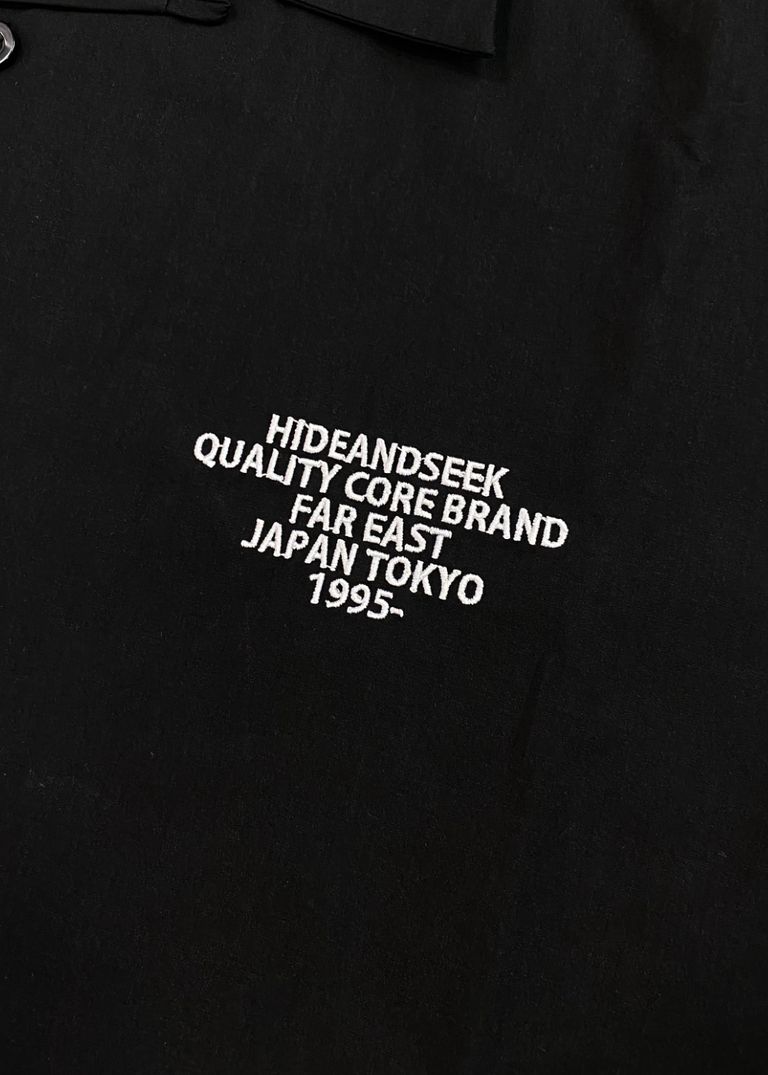 HIDEANDSEEK
QUALITY CORE BRAND
FAR EAST
JAPAN TOKYO
1995-